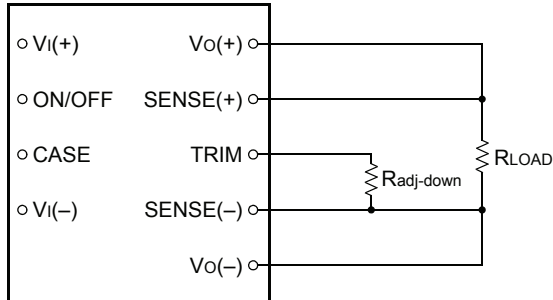 VI(+) VO(+)
ON/OFF SENSE(+)
CASE TRIM RLOAD
Radj-down
VI(–) SENSE(–)
VO(–)